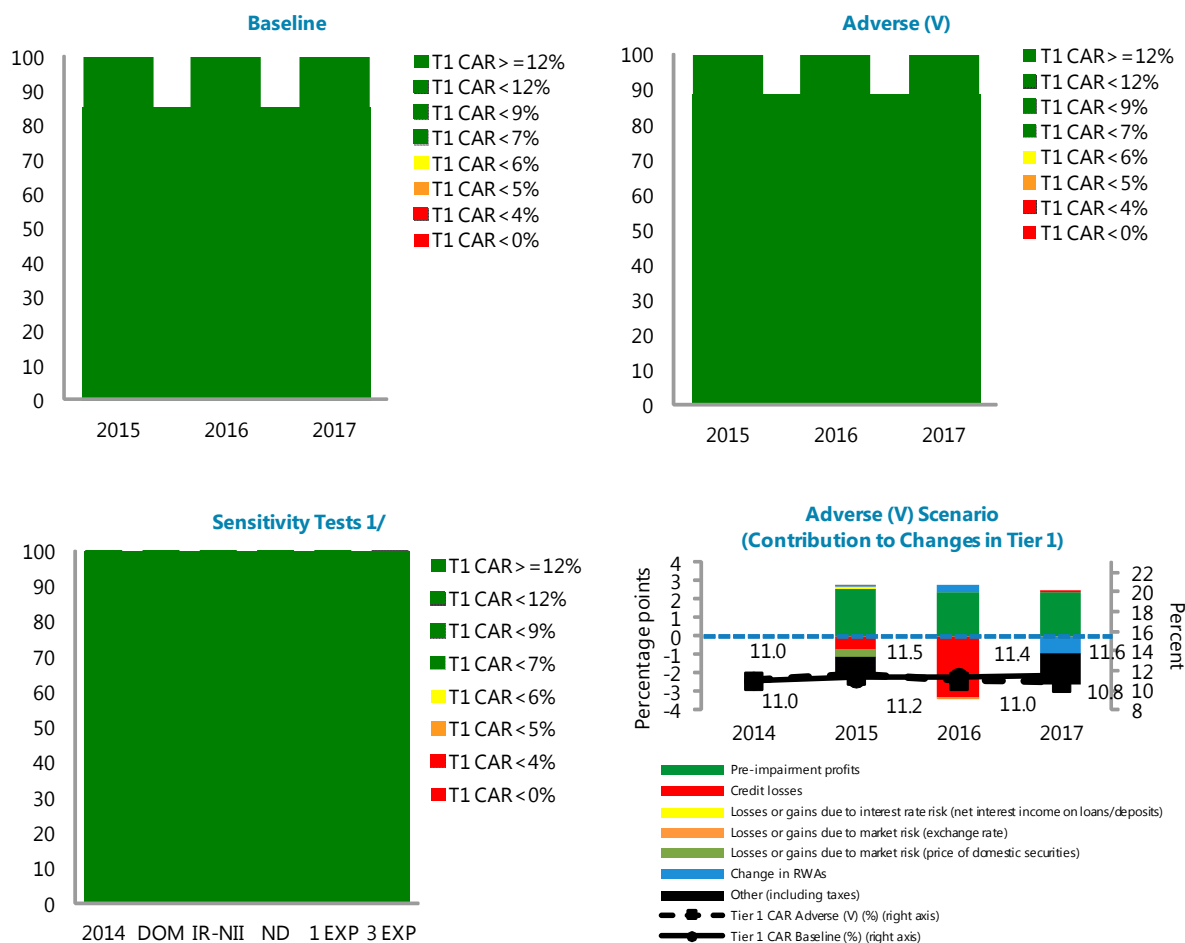 Baseline
100
90
80
70
60
50
40
30
20
10
0
2015 2016 2017
T1 CAR>=12%
T1 CAR<12%
T1 CAR<9%
T1 CAR<7%
T1 CAR<6%
T1 CAR<5%
T1 CAR<4%
T1 CAR<0%
Adverse (V)
100
90
80
70
60
50
40
30
20
10
0
2015 2016 2017
T1 CAR>=12%
T1 CAR<12%
T1 CAR<9%
T1 CAR<7%
T1 CAR<6%
T1 CAR<5%
T1 CAR<4%
T1 CAR<0%
Sensitivity Tests 1/
100
90
80
70
60
50
40
30
20
10
0
2014 DOM IR-NII ND 1 EXP 3 EXP
T1 CAR>=12%
T1 CAR<12%
T1 CAR<9%
T1 CAR<7%
T1 CAR<6%
T1 CAR<5%
T1 CAR<4%
T1 CAR<0%
Adverse (V) Scenario
(Contribution to Changes in Tier 1)
Percentage points
4
3
2
1
0
-1
-2
-3
-4
11.0 11.5 11.4 11.6
11.0 11.2 11.0 10.8
22
20
18
16
14
12
10
8
Percent
2014 2015 2016 2017
Pre-impairment profits
Credit losses
Losses or gains due to interest rate risk (net interest income on loans/deposits)
Losses or gains due to market risk (exchange rate)
Losses or gains due to market risk (price of domestic securities)
Change in RWAs
Other (including taxes)
Tier 1 CAR Adverse (V) (%) (right axis)
Tier 1 CAR Baseline (%) (right axis)